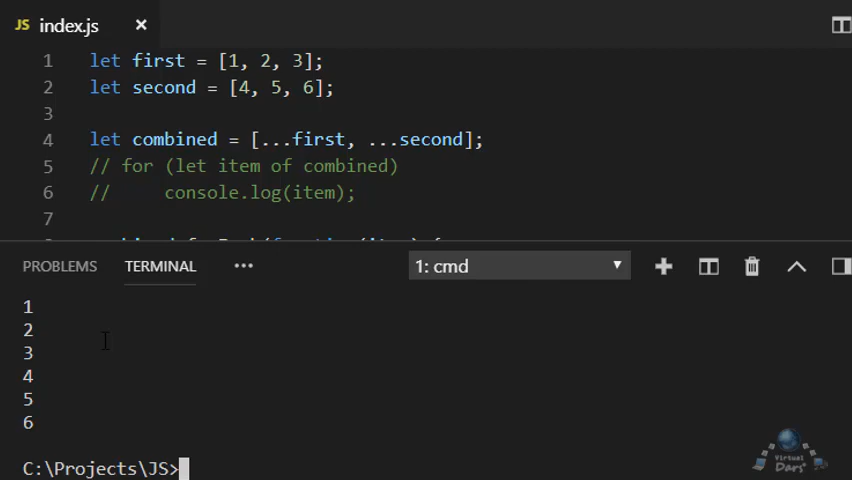 JS index.js ×
1 let first = [1, 2, 3];
2 let second = [4, 5, 6];
3
4 let combined = [...first, ...second];
5 // for (let item of combined)
6 //     console.log(item);
7
PROBLEMS TERMINAL ••• 1: cmd
1
2
3
4
5
6
C:\Projects\JS>
Virtual
Dars